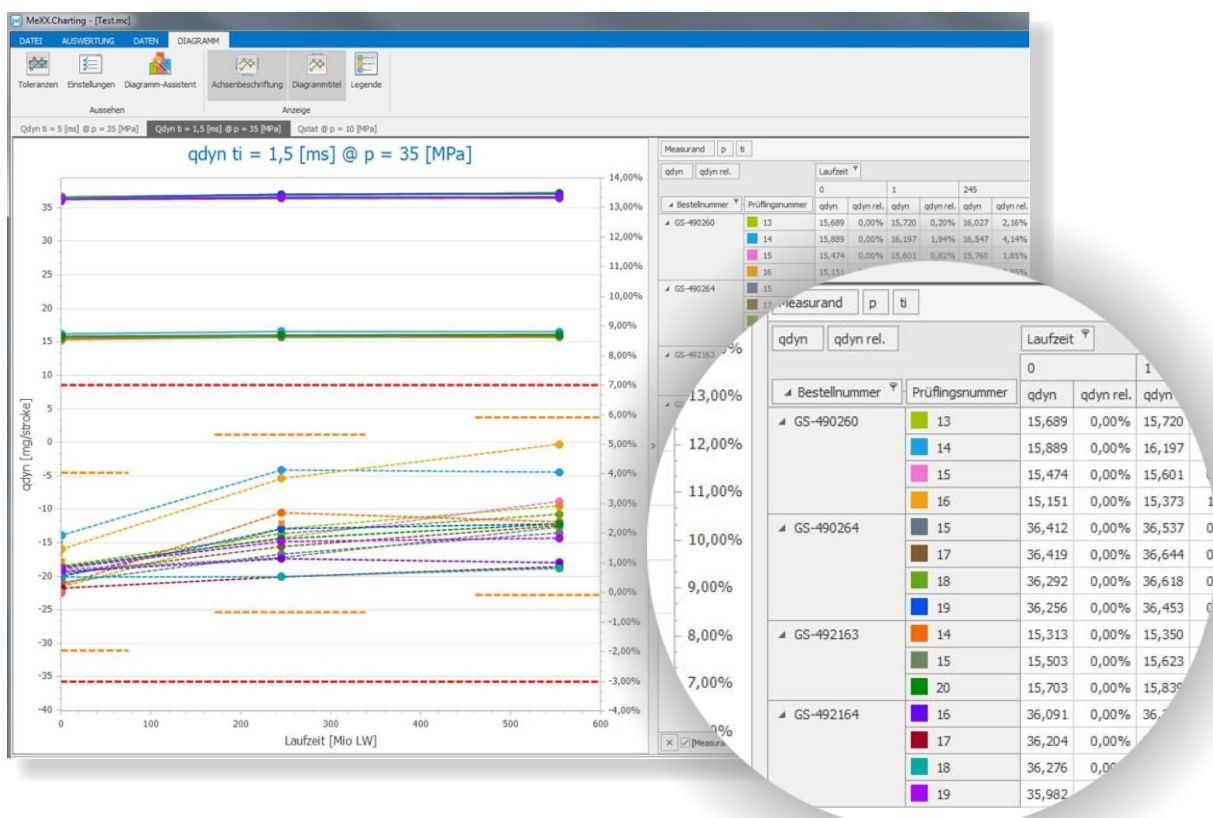 MeXX.Charting - [Test.mc]
DATEI AUSWERTUNG DATEN DIAGRAMM
Toleranzen Einstellungen Diagramm-Assistent Achsenbeschriftung Diagrammtitel Legende
Aussehen Anzeige
Qdyn ti = 5 [ms] @ p = 35 [MPa] Qdyn ti = 1,5 [ms] @ p = 35 [MPa] Qstat @ p = 10 [MPa]
qdyn ti = 1,5 [ms] @ p = 35 [MPa]
qdyn [mg/stroke]
35
30
25
20
15
10
5
0
-5
-10
-15
-20
-25
-30
-35
-40
14,00%
13,00%
12,00%
11,00%
10,00%
9,00%
8,00%
7,00%
6,00%
5,00%
4,00%
3,00%
2,00%
1,00%
0,00%
-1,00%
-2,00%
-3,00%
-4,00%
0 100 200 300 400 500 600
Laufzeit [Mio LW]
Measurand p ti
qdyn qdyn rel. Laufzeit
0 1 245
Bestellnummer Prüflingsnummer qdyn qdyn rel. qdyn qdyn rel. qdyn qdyn rel.
GS-490260 13 15,689 0,00% 15,720 0,20% 16,027 2,16%
14 15,889 0,00% 16,197 1,94% 16,547 4,14%
15 15,474 0,00% 15,601 0,82% 15,760 1,85%
16 15,151
GS-490264 15
17
GS-492163
Measurand p ti
qdyn qdyn rel. Laufzeit
0 1
Bestellnummer Prüflingsnummer qdyn qdyn rel. qdyn
GS-490260 13 15,689 0,00% 15,720
14 15,889 0,00% 16,197
15 15,474 0,00% 15,601
16 15,151 0,00% 15,373 1
GS-490264 15 36,412 0,00% 36,537 0
17 36,419 0,00% 36,644 0
18 36,292 0,00% 36,618 0
19 36,256 0,00% 36,453 0
GS-492163 14 15,313 0,00% 15,350
15 15,503 0,00% 15,623
20 15,703 0,00% 15,839
GS-492164 16 36,091 0,00% 36,
17 36,204 0,00%
18 36,276
19 35,982
13,00%
12,00%
11,00%
10,00%
9,00%
8,00%
7,00%